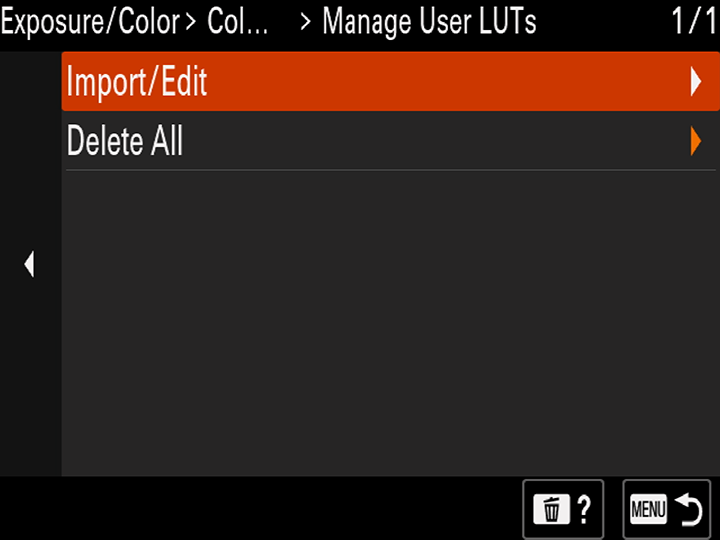 Exposure/Color > Col... > Manage User LUTs 1/1
Import/Edit
Delete All
? MENU